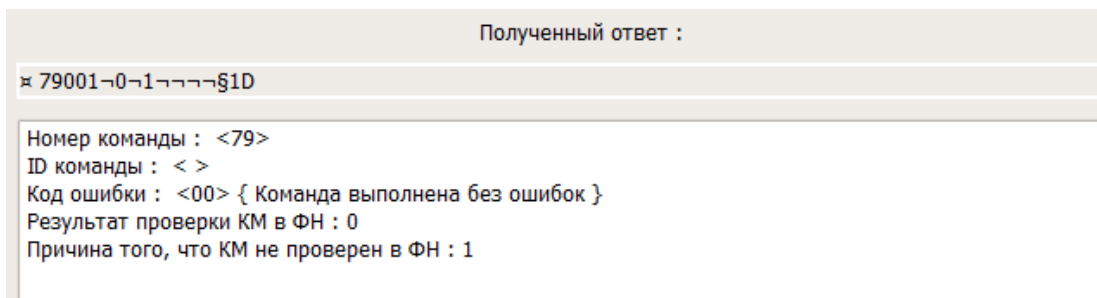 Полученный ответ :
¤ 79001¬0¬1¬¬¬¬§1D
Номер команды : <79>
ID команды : < >
Код ошибки : <00> { Команда выполнена без ошибок }
Результат проверки КМ в ФН : 0
Причина того, что КМ не проверен в ФН : 1